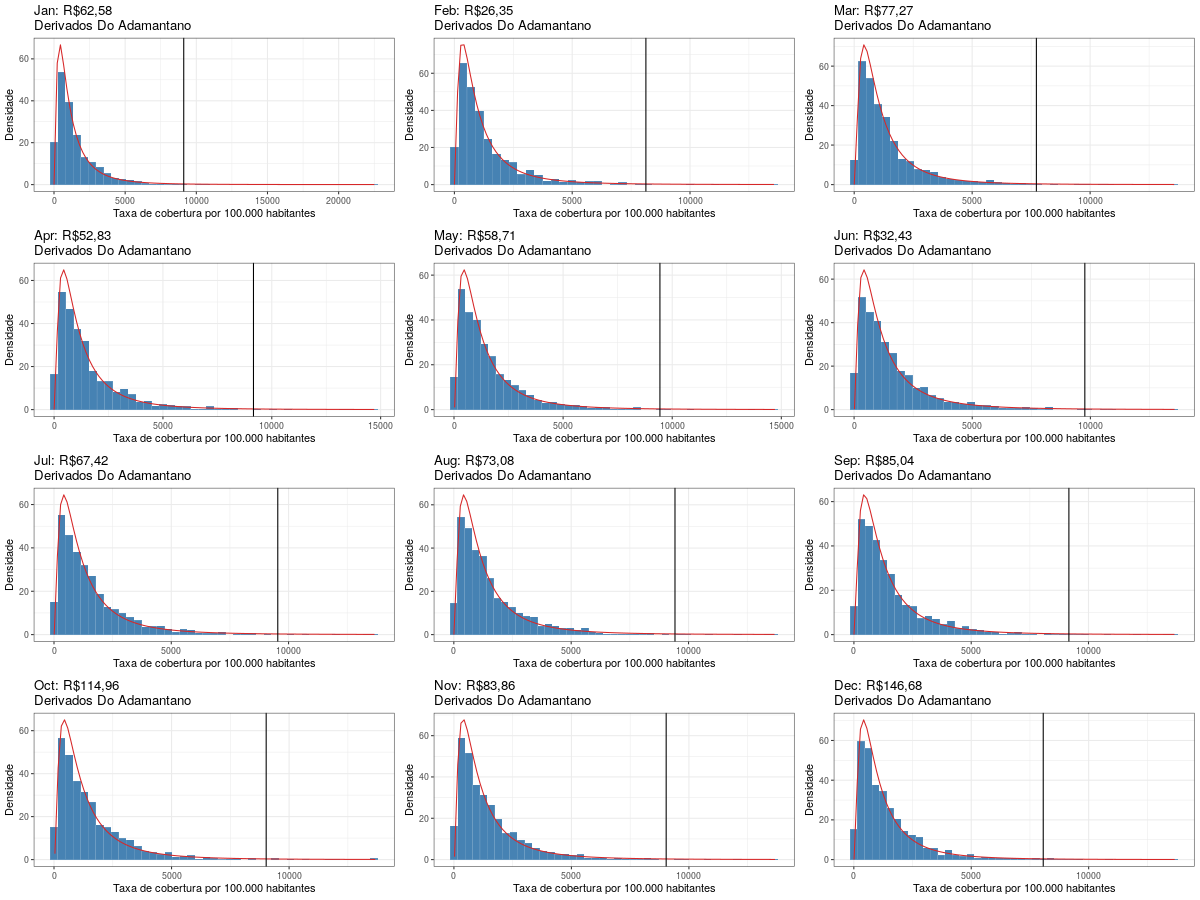 Jan: R$62,58
Derivados Do Adamantano
Densidade
60
40
20
0
0 5000 10000 15000 20000
Taxa de cobertura por 100.000 habitantes
Feb: R$26,35
Derivados Do Adamantano
Densidade
60
40
20
0
0 5000 10000
Taxa de cobertura por 100.000 habitantes
Mar: R$77,27
Derivados Do Adamantano
Densidade
60
40
20
0
0 5000 10000
Taxa de cobertura por 100.000 habitantes
Apr: R$52,83
Derivados Do Adamantano
Densidade
60
40
20
0
0 5000 10000 15000
Taxa de cobertura por 100.000 habitantes
May: R$58,71
Derivados Do Adamantano
Densidade
60
40
20
0
0 5000 10000 15000
Taxa de cobertura por 100.000 habitantes
Jun: R$32,43
Derivados Do Adamantano
Densidade
60
40
20
0
0 5000 10000
Taxa de cobertura por 100.000 habitantes
Jul: R$67,42
Derivados Do Adamantano
Densidade
60
40
20
0
0 5000 10000
Taxa de cobertura por 100.000 habitantes
Aug: R$73,08
Derivados Do Adamantano
Densidade
60
40
20
0
0 5000 10000
Taxa de cobertura por 100.000 habitantes
Sep: R$85,04
Derivados Do Adamantano
Densidade
60
40
20
0
0 5000 10000
Taxa de cobertura por 100.000 habitantes
Oct: R$114,96
Derivados Do Adamantano
Densidade
60
40
20
0
0 5000 10000
Taxa de cobertura por 100.000 habitantes
Nov: R$83,86
Derivados Do Adamantano
Densidade
60
40
20
0
0 5000 10000
Taxa de cobertura por 100.000 habitantes
Dec: R$146,68
Derivados Do Adamantano
Densidade
60
40
20
0
0 5000 10000
Taxa de cobertura por 100.000 habitantes